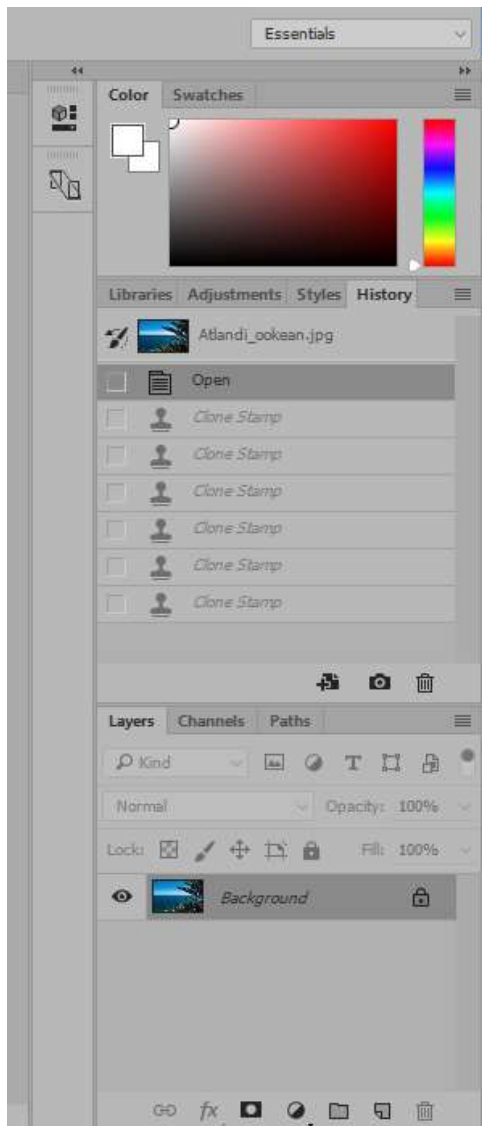 Essentials
Color Swatches
Libraries Adjustments Styles History
Atlandi_ookean.jpg
Open
Clone Stamp
Clone Stamp
Clone Stamp
Clone Stamp
Clone Stamp
Clone Stamp
Layers Channels Paths
Kind
Normal Opacity: 100%
Lock: Fill: 100%
Background
fx